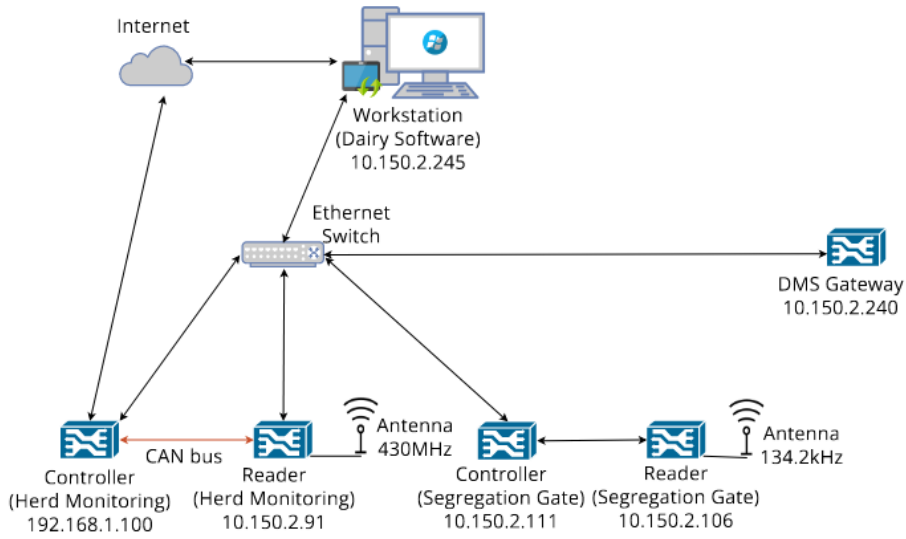 Internet
Workstation
(Dairy Software)
10.150.2.245
Ethernet
Switch
DMS Gateway
10.150.2.240
CAN bus
Antenna
430MHz
Antenna
134.2kHz
Controller
(Herd Monitoring)
192.168.1.100
Reader
(Herd Monitoring)
10.150.2.91
Controller
(Segregation Gate)
10.150.2.111
Reader
(Segregation Gate)
10.150.2.106